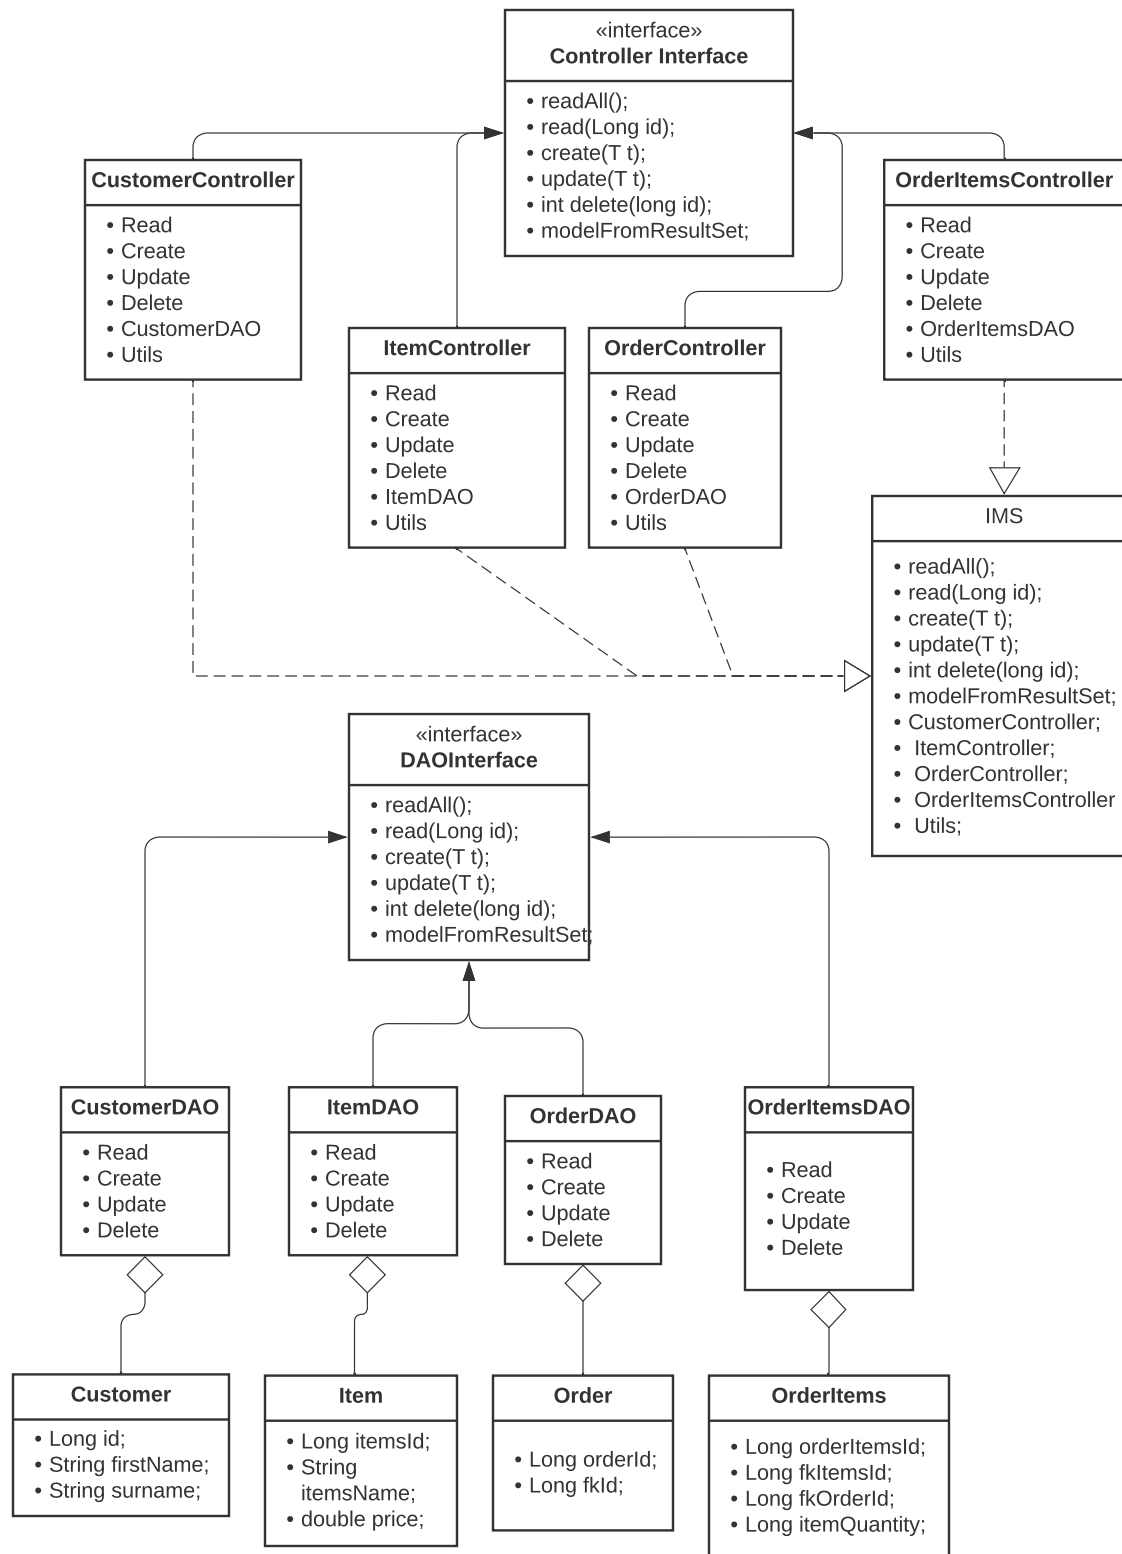 «interface»
Controller Interface
• readAll();
• read(Long id);
• create(T t);
• update(T t);
• int delete(long id);
• modelFromResultSet;
CustomerController
• Read
• Create
• Update
• Delete
• CustomerDAO
• Utils
OrderItemsController
• Read
• Create
• Update
• Delete
• OrderItemsDAO
• Utils
ItemController
• Read
• Create
• Update
• Delete
• ItemDAO
• Utils
OrderController
• Read
• Create
• Update
• Delete
• OrderDAO
• Utils
IMS
• readAll();
• read(Long id);
• create(T t);
• update(T t);
• int delete(long id);
• modelFromResultSet;
• CustomerController;
• ItemController;
• OrderController;
• OrderItemsController
• Utils;
«interface»
DAOInterface
• readAll();
• read(Long id);
• create(T t);
• update(T t);
• int delete(long id);
• modelFromResultSet;
CustomerDAO
• Read
• Create
• Update
• Delete
ItemDAO
• Read
• Create
• Update
• Delete
OrderDAO
• Read
• Create
• Update
• Delete
OrderItemsDAO
• Read
• Create
• Update
• Delete
Customer
• Long id;
• String firstName;
• String surname;
Item
• Long itemsId;
• String
itemsName;
• double price;
Order
• Long orderId;
• Long fkId;
OrderItems
• Long orderItemsId;
• Long fkItemsId;
• Long fkOrderId;
• Long itemQuantity;